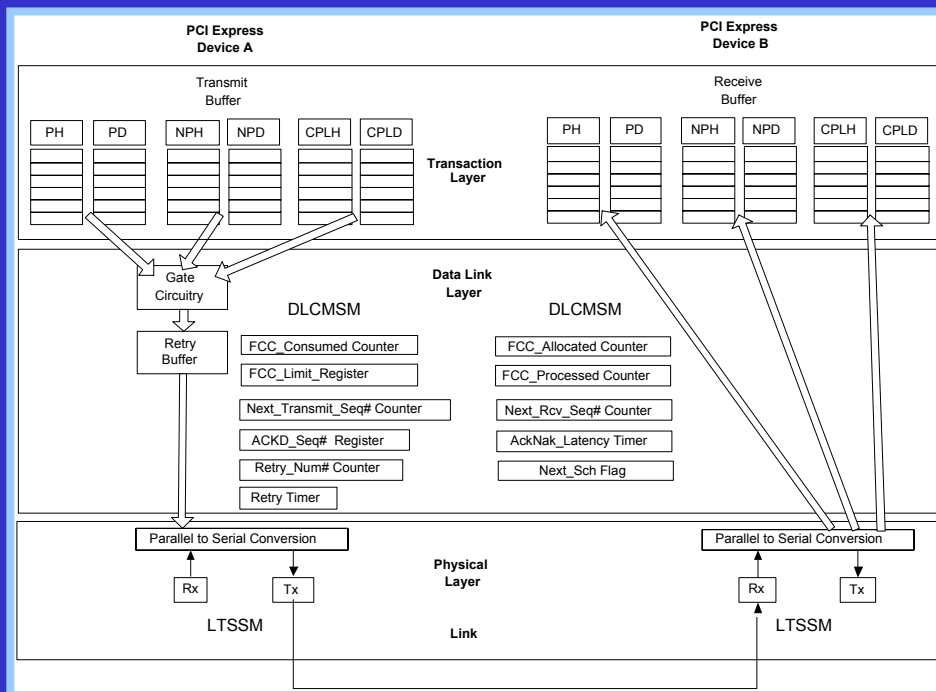 PCI Express
Device A
PCI Express
Device B
Transmit
Buffer
Receive
Buffer
PH
PD
NPH
NPD
CPLH
CPLD
PH
PD
NPH
NPD
CPLH
CPLD
Transaction
Layer
Gate
Circuitry
Data Link
Layer
DLCMSM
DLCMSM
Retry
Buffer
FCC_Consumed Counter
FCC_Limit_Register
Next_Transmit_Seq# Counter
ACKD_Seq# Register
Retry_Num# Counter
Retry Timer
FCC_Allocated Counter
FCC_Processed Counter
Next_Rcv_Seq# Counter
AckNak_Latency Timer
Next_Sch Flag
Parallel to Serial Conversion
Parallel to Serial Conversion
Physical
Layer
Rx
Tx
Rx
Tx
LTSSM
LTSSM
Link